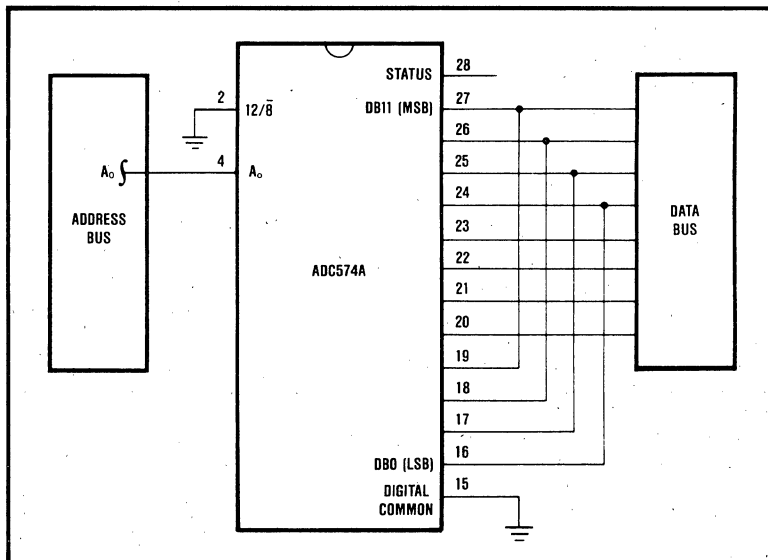 STATUS 28
2 12/8̅ DB11 (MSB) 27
26
4 25
A₀ A₀
24
ADDRESS BUS
DATA BUS
23
ADC574A
22
21
20
19
18
17
DB0 (LSB) 16
DIGITAL COMMON 15